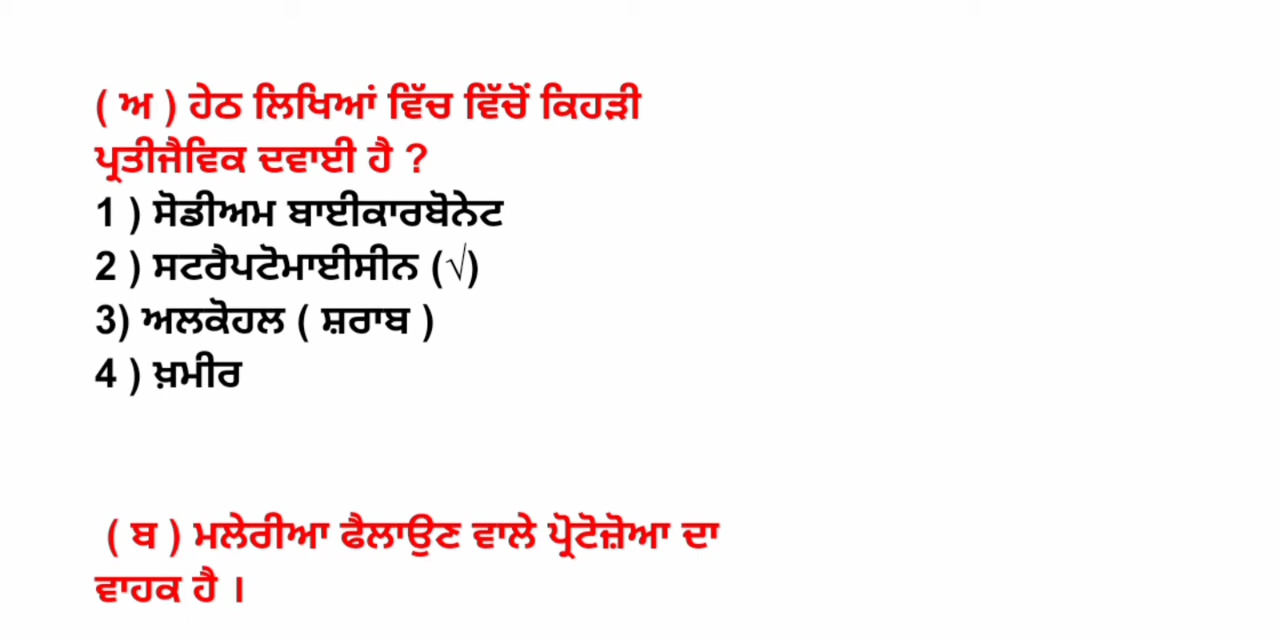 ( ਅ ) ਹੇਠ ਲਿਖਿਆਂ ਵਿੱਚ ਵਿੱਚੋਂ ਕਿਹੜੀ
ਪ੍ਰਤੀਜੈਵਿਕ ਦਵਾਈ ਹੈ ?
1 ) ਸੋਡੀਅਮ ਬਾਈਕਾਰਬੋਨੇਟ
2 ) ਸਟਰੈਪਟੋਮਾਈਸੀਨ (√)
3) ਅਲਕੋਹਲ ( ਸ਼ਰਾਬ )
4 ) ਖ਼ਮੀਰ
( ਬ ) ਮਲੇਰੀਆ ਫੈਲਾਉਣ ਵਾਲੇ ਪ੍ਰੋਟੋਜ਼ੋਆ ਦਾ
ਵਾਹਕ ਹੈ ।